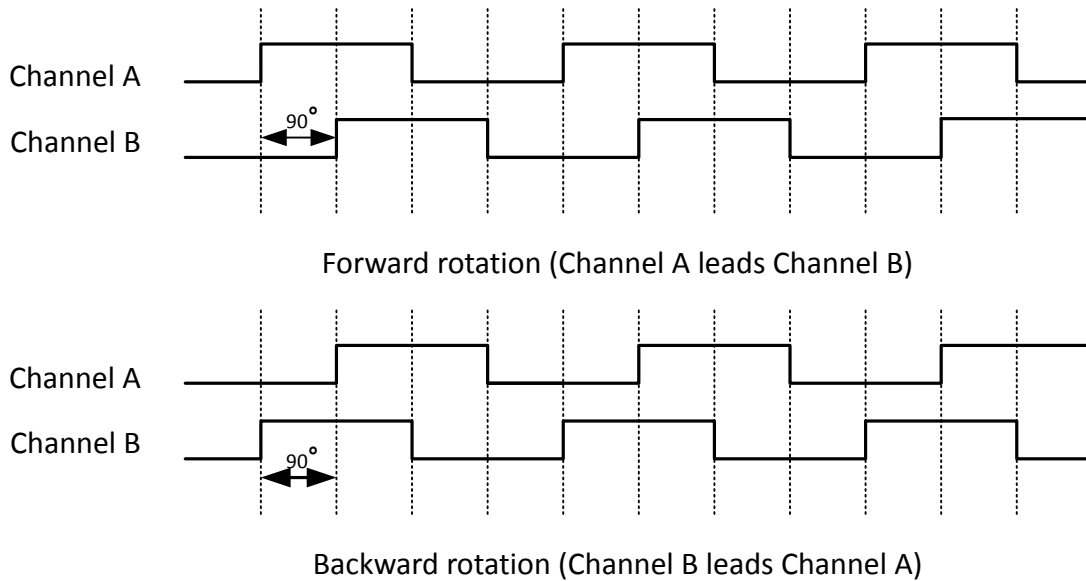 Channel A
90°
Channel B
Forward rotation (Channel A leads Channel B)
Channel A
Channel B
90°
Backward rotation (Channel B leads Channel A)